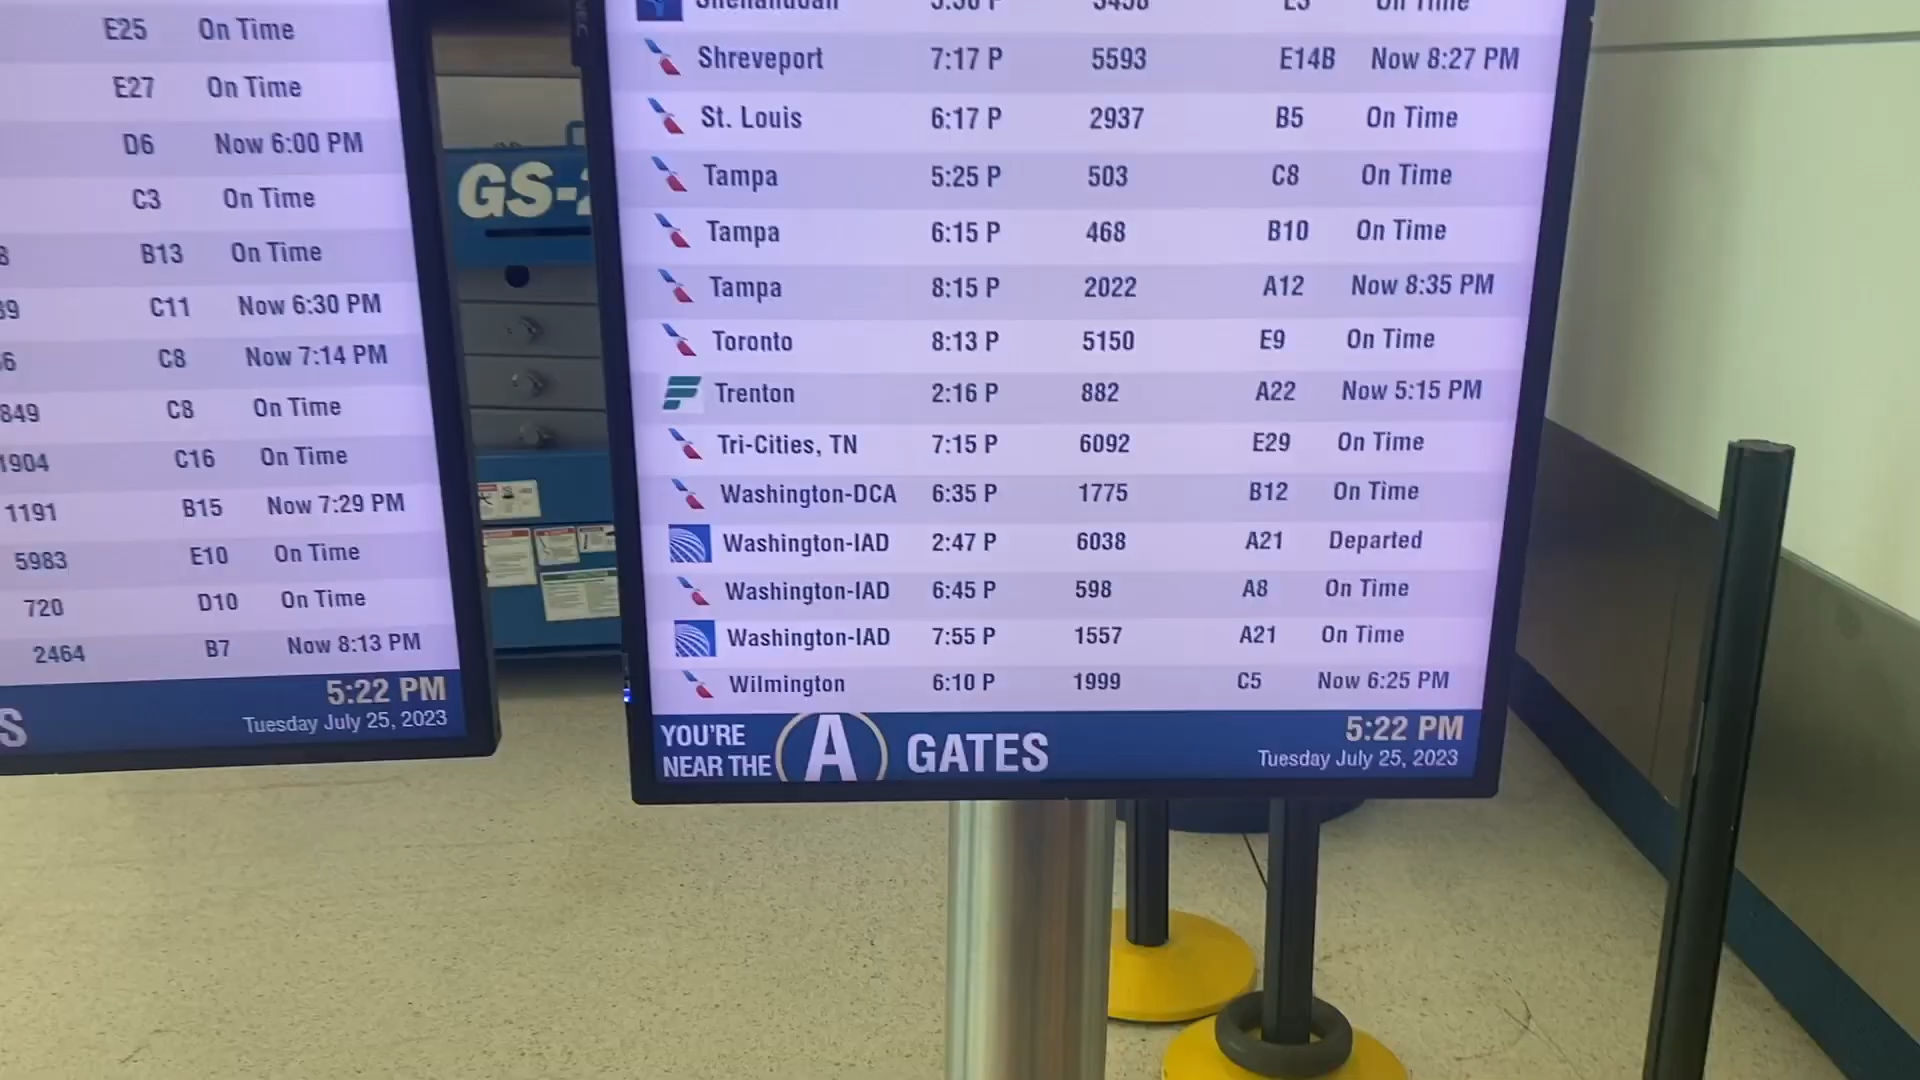 E25 On Time
E27 On Time
D6 Now 6:00 PM
C3 On Time
B13 On Time
C11 Now 6:30 PM
C8 Now 7:14 PM
849 C8 On Time
1904 C16 On Time
1191 B15 Now 7:29 PM
5983 E10 On Time
720 D10 On Time
2464 B7 Now 8:13 PM
5:22 PM
Tuesday July 25, 2023
NEC
GS-
Shenandoah 5:50 P 5458 E3 On Time
Shreveport 7:17 P 5593 E14B Now 8:27 PM
St. Louis 6:17 P 2937 B5 On Time
Tampa 5:25 P 503 C8 On Time
Tampa 6:15 P 468 B10 On Time
Tampa 8:15 P 2022 A12 Now 8:35 PM
Toronto 8:13 P 5150 E9 On Time
Trenton 2:16 P 882 A22 Now 5:15 PM
Tri-Cities, TN 7:15 P 6092 E29 On Time
Washington-DCA 6:35 P 1775 B12 On Time
Washington-IAD 2:47 P 6038 A21 Departed
Washington-IAD 6:45 P 598 A8 On Time
Washington-IAD 7:55 P 1557 A21 On Time
Wilmington 6:10 P 1999 C5 Now 6:25 PM
YOU'RE
NEAR THE A GATES
5:22 PM
Tuesday July 25, 2023